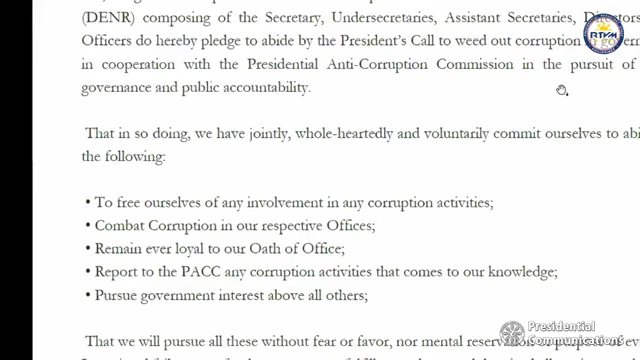 (DENR) composing of the Secretary, Undersecretaries, Assistant Secretaries, Directors
Officers do hereby pledge to abide by the President's Call to weed out corruption
in cooperation with the Presidential Anti-Corruption Commission in the pursuit of
governance and public accountability.
RTVM
That in so doing, we have jointly, whole-heartedly and voluntarily commit ourselves to
the following:
• To free ourselves of any involvement in any corruption activities;
• Combat Corruption in our respective Offices;
• Remain ever loyal to our Oath of Office;
• Report to the PACC any corruption activities that comes to our knowledge;
• Pursue government interest above all others;
That we will pursue all these without fear or favor, nor mental reservation
Presidential
Communications